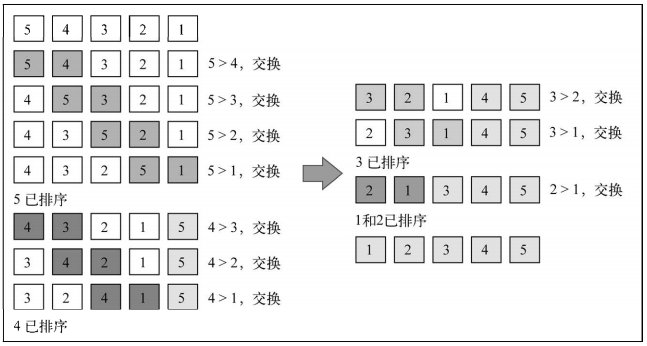 5 4 3 2 1
5 4 3 2 1 5>4，交换
4 5 3 2 1 5>3，交换
4 3 5 2 1 5>2，交换
4 3 2 5 1 5>1，交换
5 已排序
4 3 2 1 5 4>3，交换
3 4 2 1 5 4>2，交换
3 2 4 1 5 4>1，交换
4 已排序
3 2 1 4 5 3>2，交换
2 3 1 4 5 3>1，交换
3 已排序
2 1 3 4 5 2>1，交换
1和2已排序
1 2 3 4 5